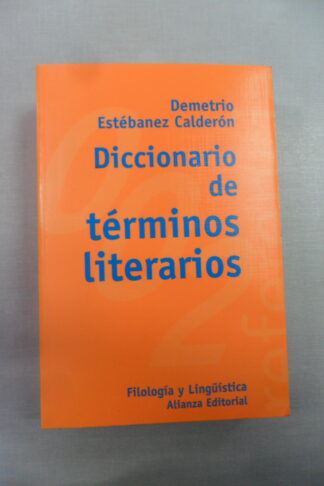 Demetrio
Estébanez Calderón
Diccionario
de
términos
literarios
Filología y Lingüística
Alianza Editorial